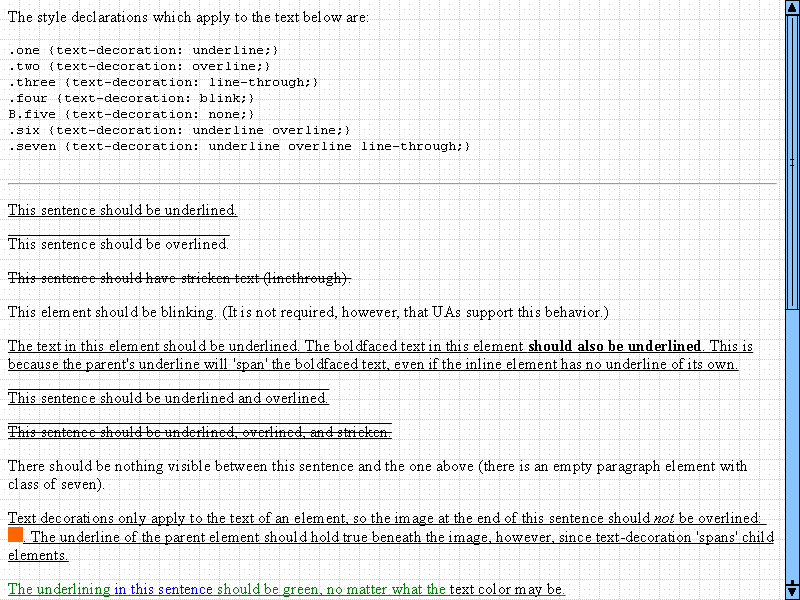 The style declarations which apply to the text below are:
.one {text-decoration: underline;}
.two {text-decoration: overline;}
.three {text-decoration: line-through;}
.four {text-decoration: blink;}
B.five {text-decoration: none;}
.six {text-decoration: underline overline;}
.seven {text-decoration: underline overline line-through;}
This sentence should be underlined.
This sentence should be overlined.
This sentence should have stricken text (linethrough).
This element should be blinking. (It is not required, however, that UAs support this behavior.)
The text in this element should be underlined. The boldfaced text in this element should also be underlined. This is
because the parent's underline will 'span' the boldfaced text, even if the inline element has no underline of its own.
This sentence should be underlined and overlined.
This sentence should be underlined, overlined, and stricken.
There should be nothing visible between this sentence and the one above (there is an empty paragraph element with
class of seven).
Text decorations only apply to the text of an element, so the image at the end of this sentence should not be overlined:
. The underline of the parent element should hold true beneath the image, however, since text-decoration 'spans' child
elements.
The underlining in this sentence should be green, no matter what the text color may be.